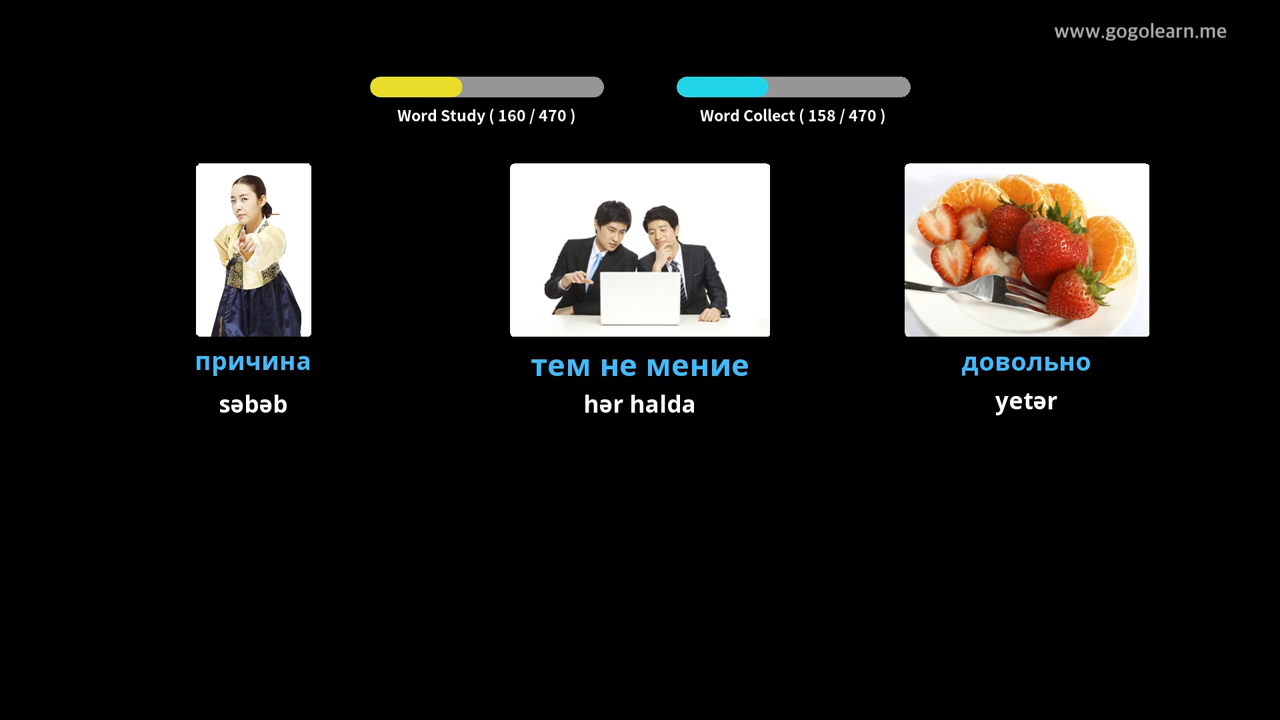 www.gogolearn.me
Word Study ( 160 / 470 )
Word Collect ( 158 / 470 )
причина
тем не мение
довольно
səbəb
hər halda
yetər